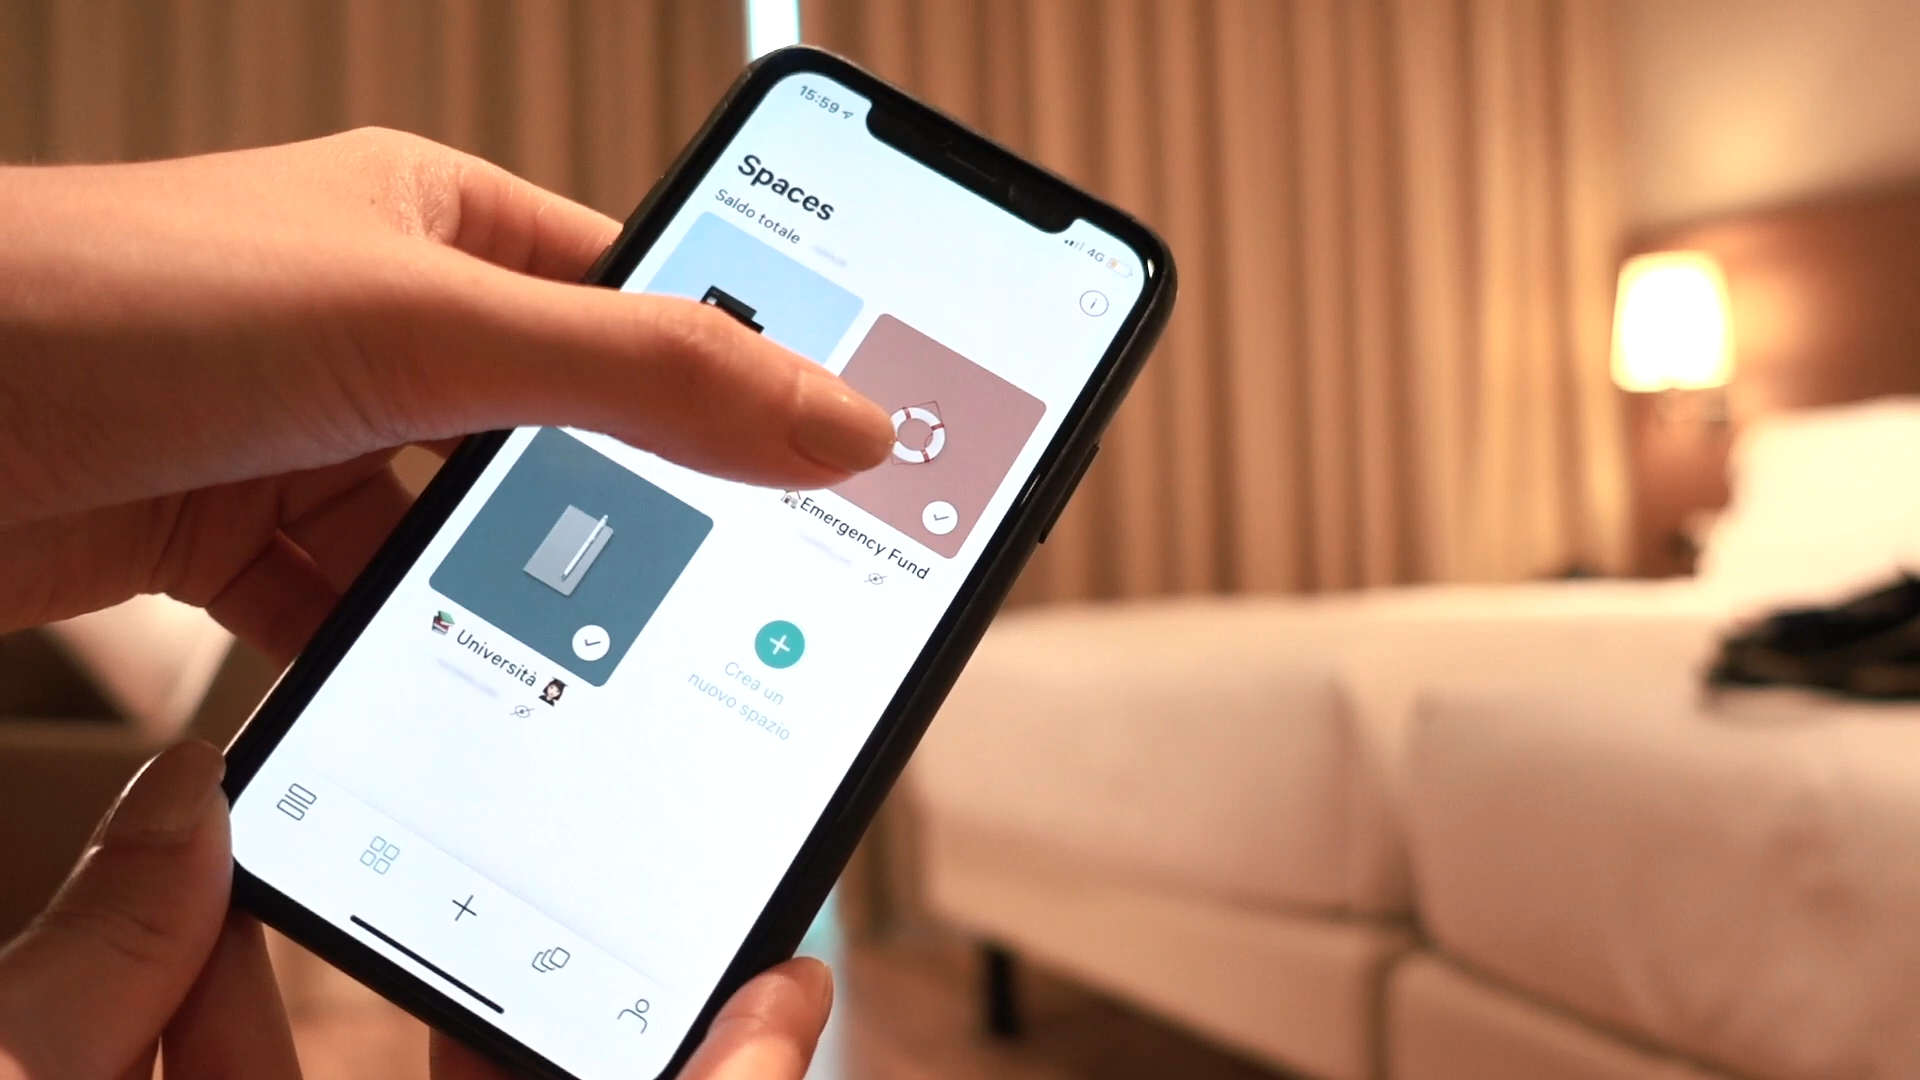 15:59
4G
Spaces
Saldo totale
Emergency Fund
Università
Crea un
nuovo spazio